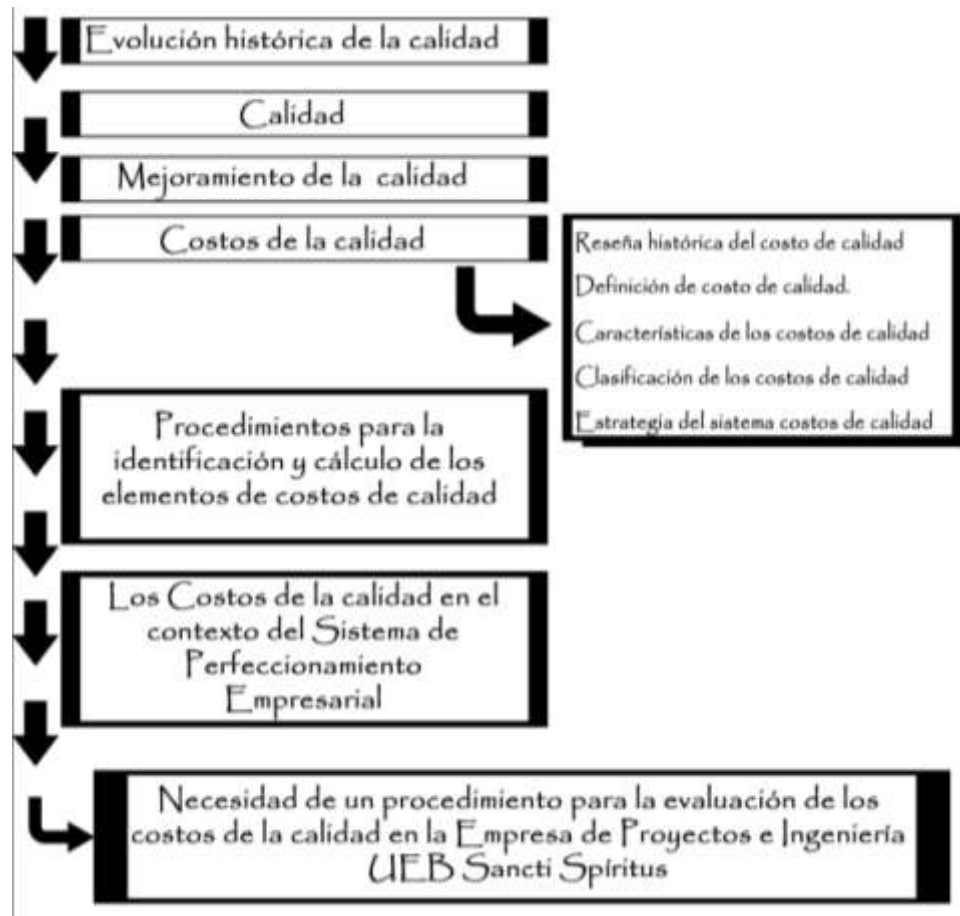 Evolución histórica de la calidad
Calidad
Mejoramiento de la calidad
Costos de la calidad
Reseña histórica del costo de calidad
Definición de costo de calidad.
Características de los costos de calidad
Clasificación de los costos de calidad
Estrategia del sistema costos de calidad
Procedimientos para la
identificación y cálculo de los
elementos de costos de calidad
Los Costos de la calidad en el
contexto del Sistema de
Perfeccionamiento
Empresarial
Necesidad de un procedimiento para la evaluación de los
costos de la calidad en la Empresa de Proyectos e Ingeniería
UEB Sancti Spíritus